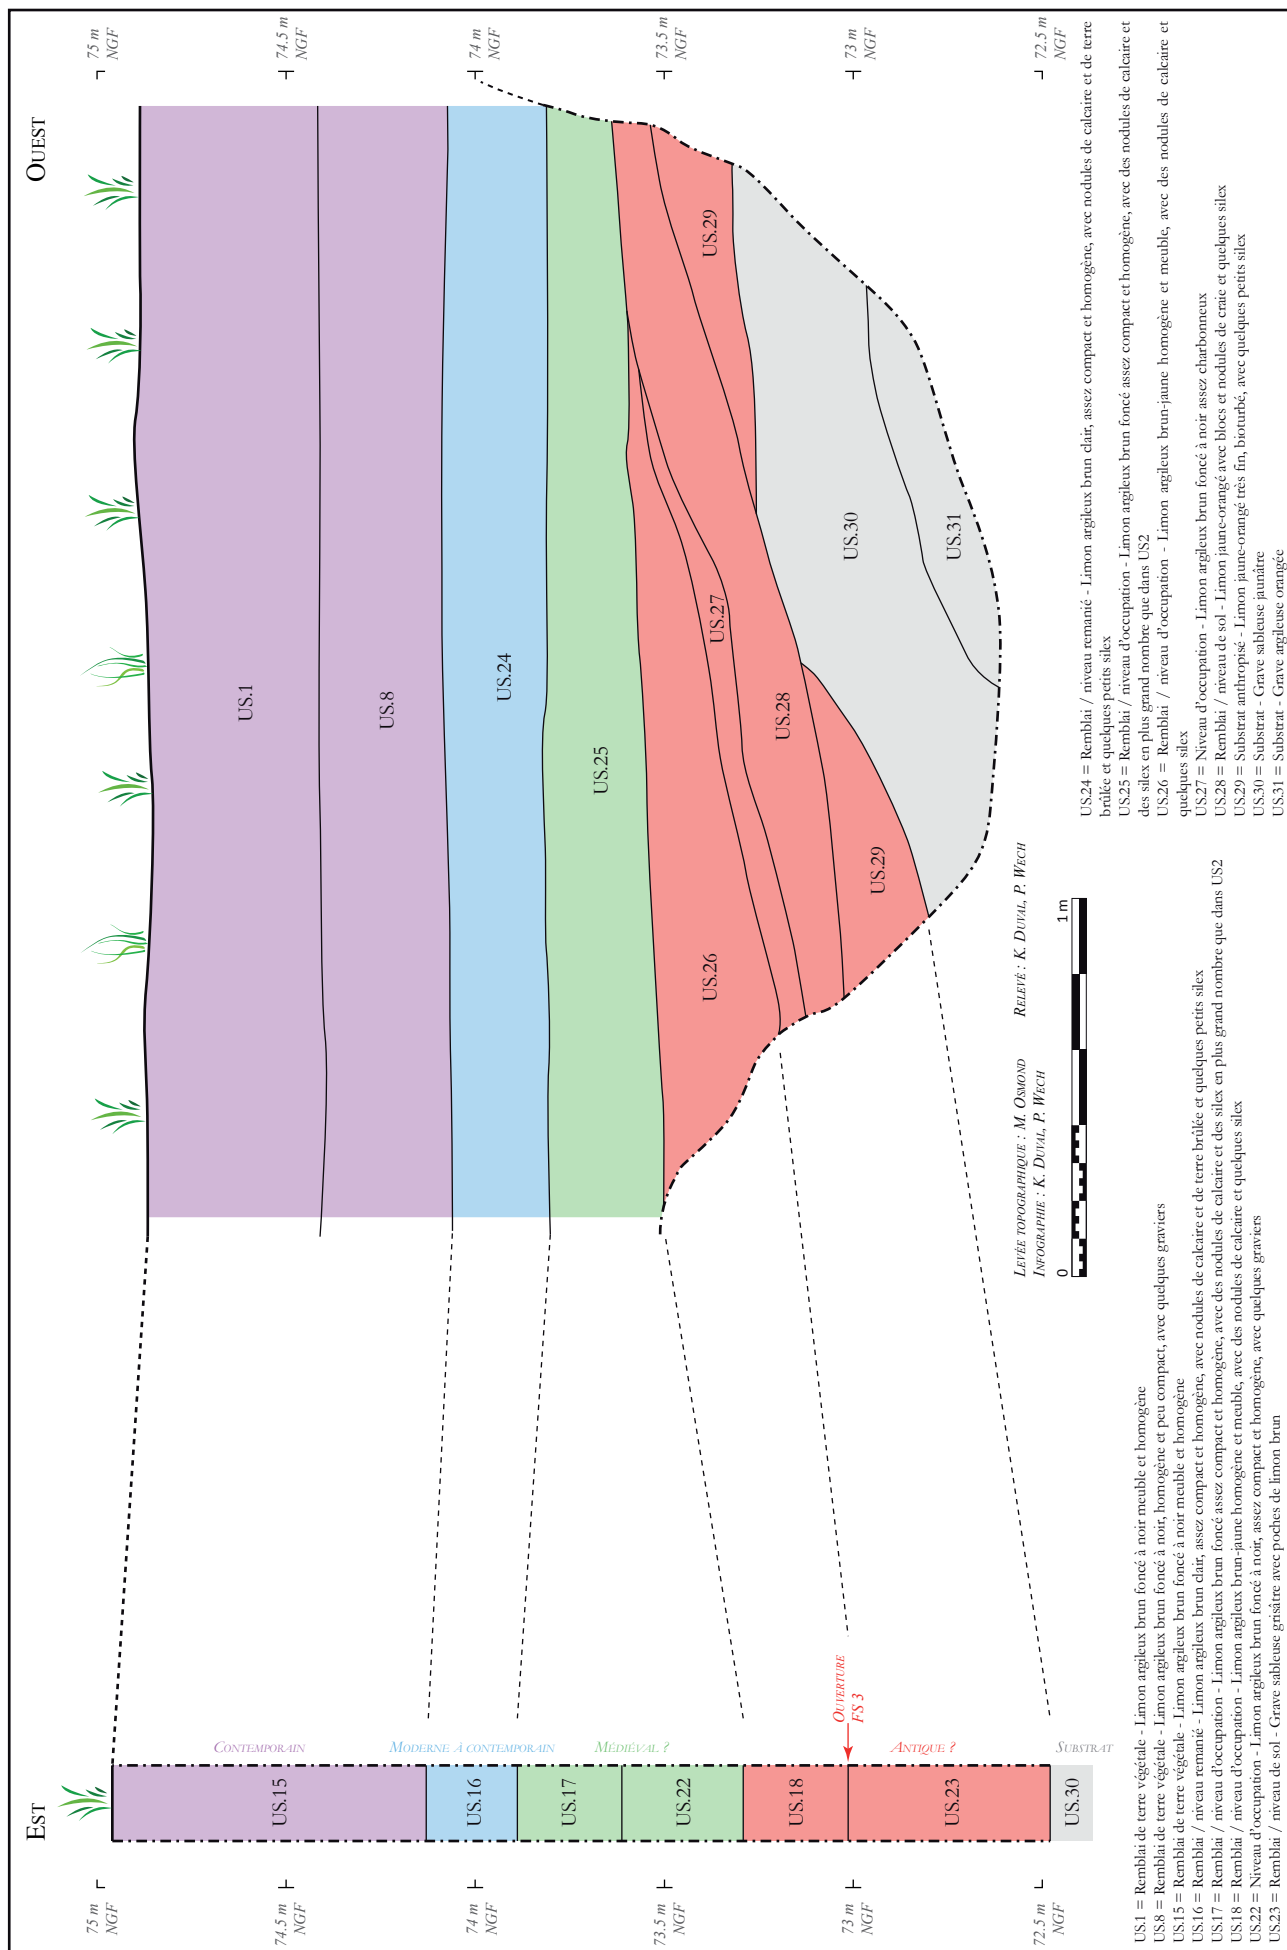 EST
OUEST
75 m
NGF
74.5 m
NGF
74 m
NGF
73.5 m
NGF
73 m
NGF
72.5 m
NGF
75 m
NGF
74.5 m
NGF
74 m
NGF
73.5 m
NGF
73 m
NGF
72.5 m
NGF
US.15
US.16
US.17
US.22
US.18
US.23
US.30
CONTEMPORAIN
MODERNE À CONTEMPORAIN
MÉDIÉVAL ?
OUVERTURE
FS 3
ANTIQUE ?
SUBSTRAT
US.1
US.8
US.24
US.25
US.26
US.27
US.28
US.29
US.29
US.30
US.31
LEVÉE TOPOGRAPHIQUE : M. OSMOND
INFOGRAPHIE : K. DUVAL, P. WECH
RELEVÉ : K. DUVAL, P. WECH
0
1 m
US.1 = Remblai de terre végétale - Limon argileux brun foncé à noir meuble et homogène
US.8 = Remblai de terre végétale - Limon argileux brun foncé à noir, homogène et peu compact, avec quelques graviers
US.15 = Remblai de terre végétale - Limon argileux brun foncé à noir meuble et homogène
US.16 = Remblai / niveau remanié - Limon argileux brun clair, assez compact et homogène, avec nodules de calcaire et de terre brûlée et quelques petits silex
US.17 = Remblai / niveau d'occupation - Limon argileux brun foncé assez compact et homogène, avec des nodules de calcaire et des silex en plus grand nombre que dans US2
US.18 = Remblai / niveau d'occupation - Limon argileux brun-jaune homogène et meuble, avec des nodules de calcaire et quelques silex
US.22 = Niveau d'occupation - Limon argileux brun foncé à noir, assez compact et homogène, avec quelques graviers
US.23 = Remblai / niveau de sol - Grave sableuse grisâtre avec poches de limon brun
US.24 = Remblai / niveau remanié - Limon argileux brun clair, assez compact et homogène, avec nodules de calcaire et de terre
brûlée et quelques petits silex
US.25 = Remblai / niveau d'occupation - Limon argileux brun foncé assez compact et homogène, avec des nodules de calcaire et
des silex en plus grand nombre que dans US2
US.26 = Remblai / niveau d'occupation - Limon argileux brun-jaune homogène et meuble, avec des nodules de calcaire et
quelques silex
US.27 = Niveau d'occupation - Limon argileux brun foncé à noir assez charbonneux
US.28 = Remblai / niveau de sol - Limon jaune-orangé avec blocs et nodules de craie et quelques silex
US.29 = Substrat anthropisé - Limon jaune-orangé très fin, bioturbé, avec quelques petits silex
US.30 = Substrat - Grave sableuse jaunâtre
US.31 = Substrat - Grave argileuse orangée